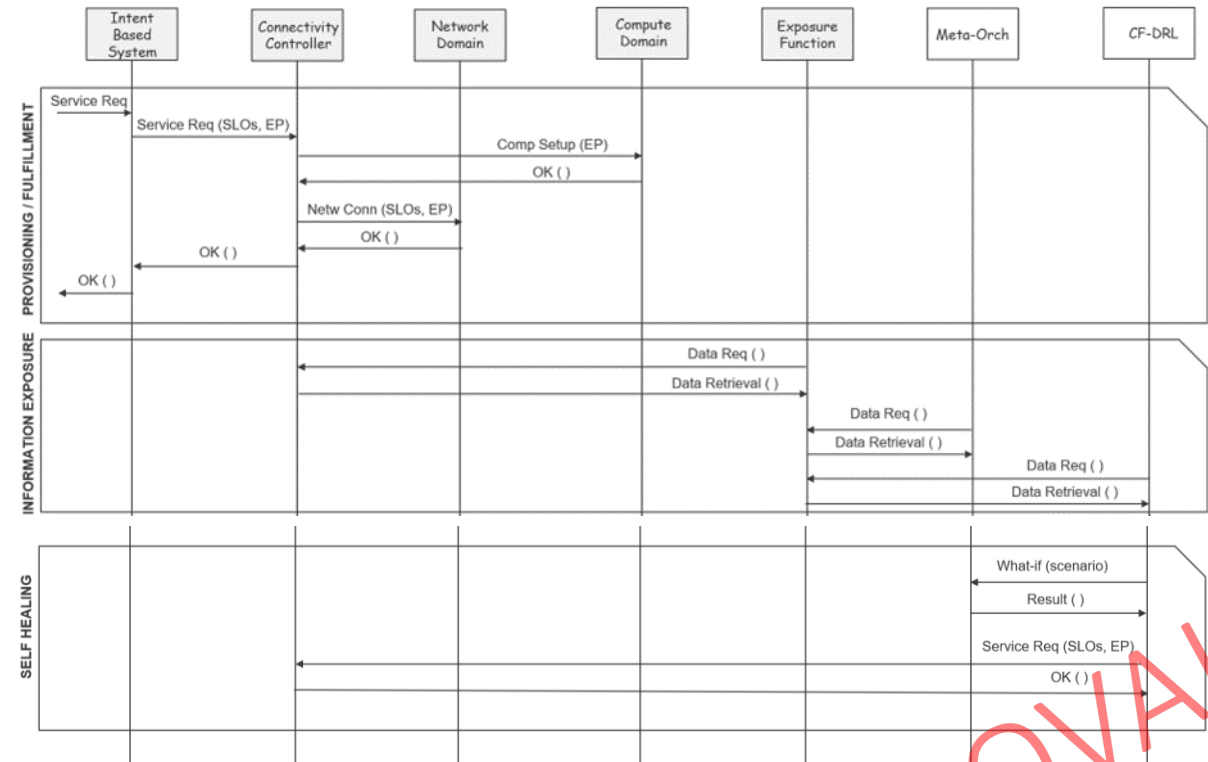 Intent
Based
System
Connectivity
Controller
Network
Domain
Compute
Domain
Exposure
Function
Meta-Orch
CF-DRL
PROVISIONING / FULFILLMENT
Service Req
Service Req (SLOs, EP)
Comp Setup (EP)
OK ( )
Netw Conn (SLOs, EP)
OK ( )
OK ( )
OK ( )
INFORMATION EXPOSURE
Data Req ( )
Data Retrieval ( )
Data Req ( )
Data Retrieval ( )
Data Req ( )
Data Retrieval ( )
SELF HEALING
What-if (scenario)
Result ( )
Service Req (SLOs, EP)
OK ( )